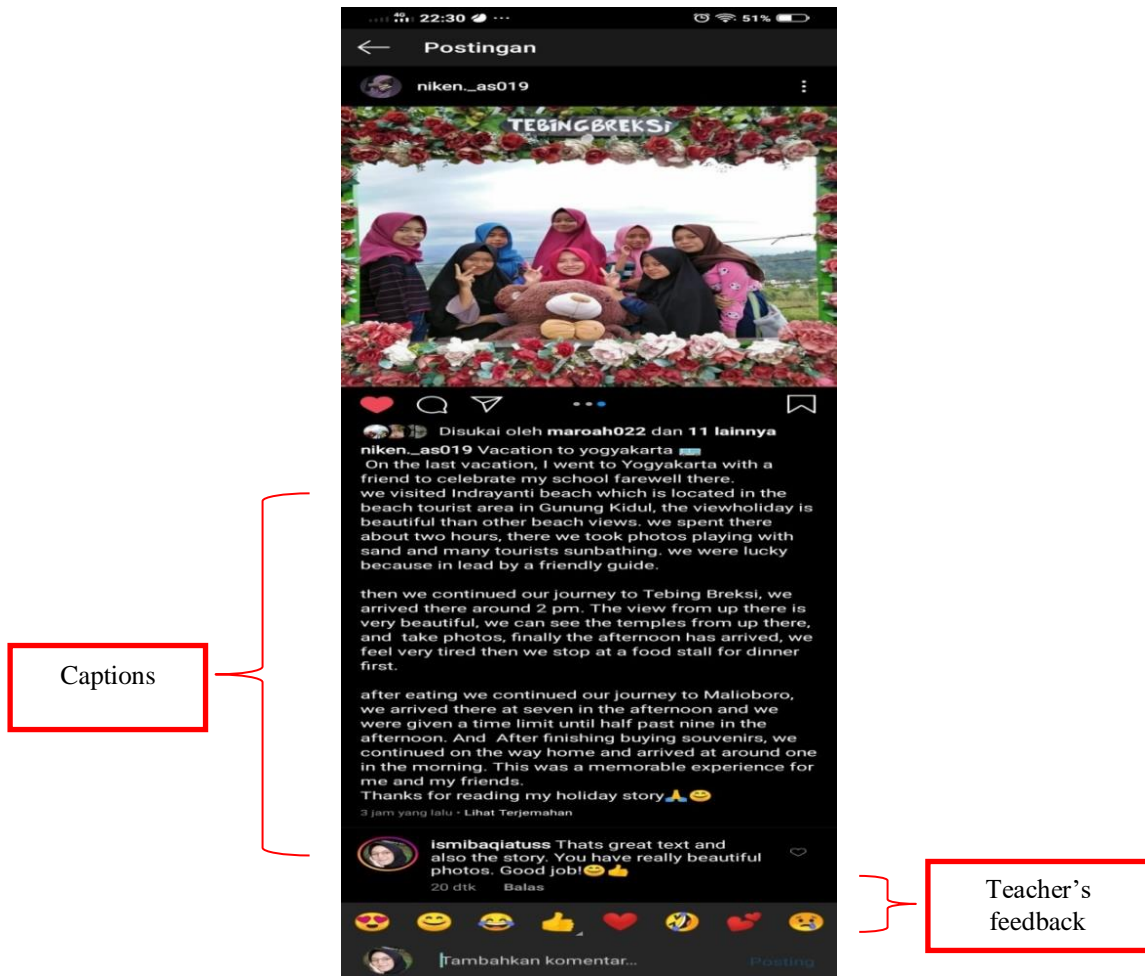 4G 22:30 ··· 51%
Postingan
niken._as019
TEBINGBREKSi
Disukai oleh maroah022 dan 11 lainnya
niken._as019 Vacation to yogyakarta
On the last vacation, I went to Yogyakarta with a
friend to celebrate my school farewell there.
we visited Indrayanti beach which is located in the
beach tourist area in Gunung Kidul, the viewholiday is
beautiful than other beach views. we spent there
about two hours, there we took photos playing with
sand and many tourists sunbathing. we were lucky
because in lead by a friendly guide.
then we continued our journey to Tebing Breksi, we
arrived there around 2 pm. The view from up there is
very beautiful, we can see the temples from up there,
and take photos, finally the afternoon has arrived, we
feel very tired then we stop at a food stall for dinner
first.
after eating we continued our journey to Malioboro,
we arrived there at seven in the afternoon and we
were given a time limit until half past nine in the
afternoon. And After finishing buying souvenirs, we
continued on the way home and arrived at around one
in the morning. This was a memorable experience for
me and my friends.
Thanks for reading my holiday story🙏😊
3 jam yang lalu • Lihat Terjemahan
ismibaqiatuss Thats great text and
also the story. You have really beautiful
photos. Good job!😊👍
20 dtk Balas
Tambahkan komentar... Posting
Captions
Teacher's
feedback